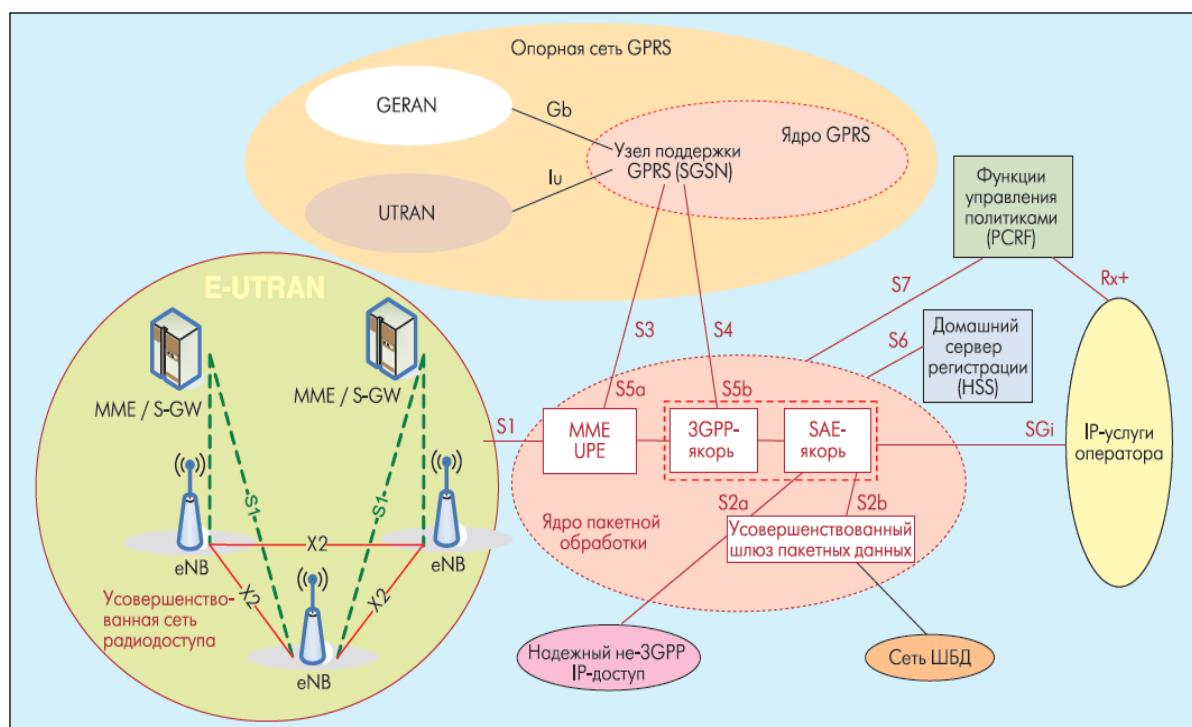 Опорная сеть GPRS
GERAN
Gb
Ядро GPRS
Узел поддержки
GPRS (SGSN)
Iu
UTRAN
Функции
управления
политиками
(PCRF)
E-UTRAN
S7
Rx+
S3
S4
S6
Домашний
сервер
регистрации
(HSS)
MME / S-GW
MME / S-GW
S5a
S5b
S1
MME
UPE
3GPP-
якорь
SAE-
якорь
SGi
IP-услуги
оператора
S1
S1
S2a
S2b
X2
Ядро пакетной
обработки
Усовершенствованный
шлюз пакетных данных
eNB
eNB
X2
X2
Усовершенство-
ванная сеть
радиодоступа
eNB
Надежный не-3GPP
IP-доступ
Сеть ШБД